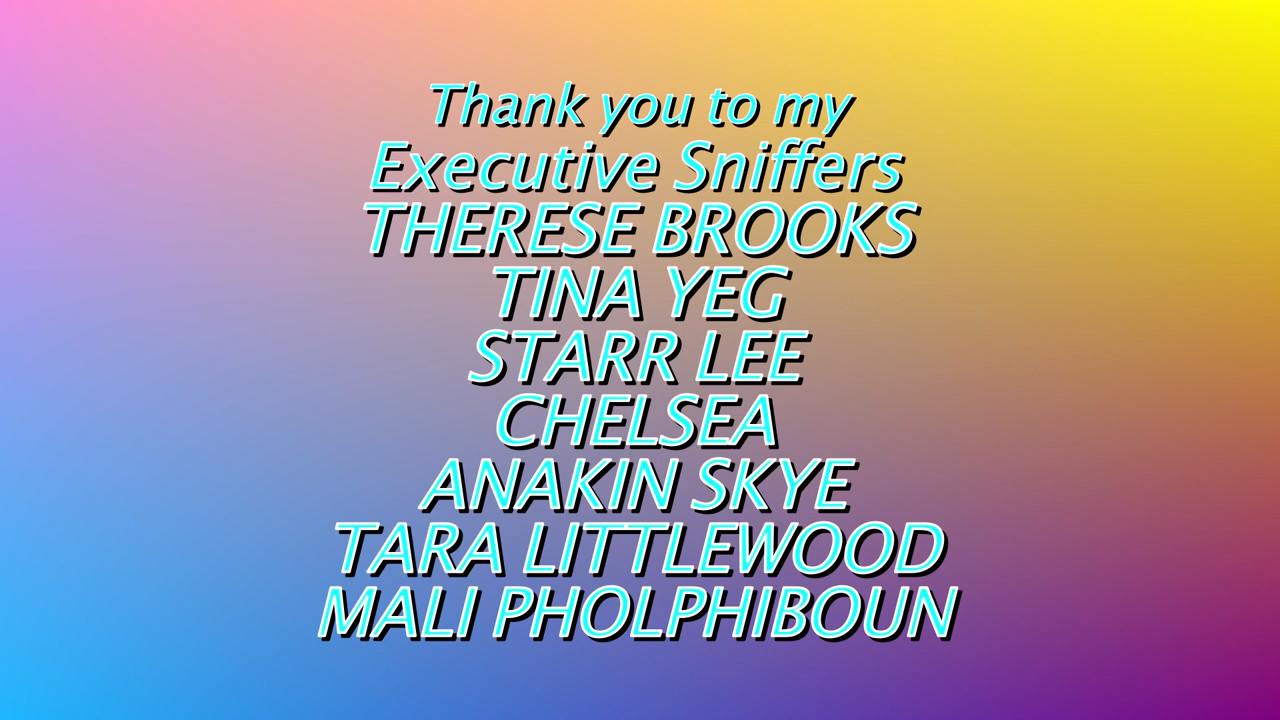 Thank you to my
Executive Sniffers
THERESE BROOKS
TINA YEG
STARR LEE
CHELSEA
ANAKIN SKYE
TARA LITTLEWOOD
MALI PHOLPHIBOUN